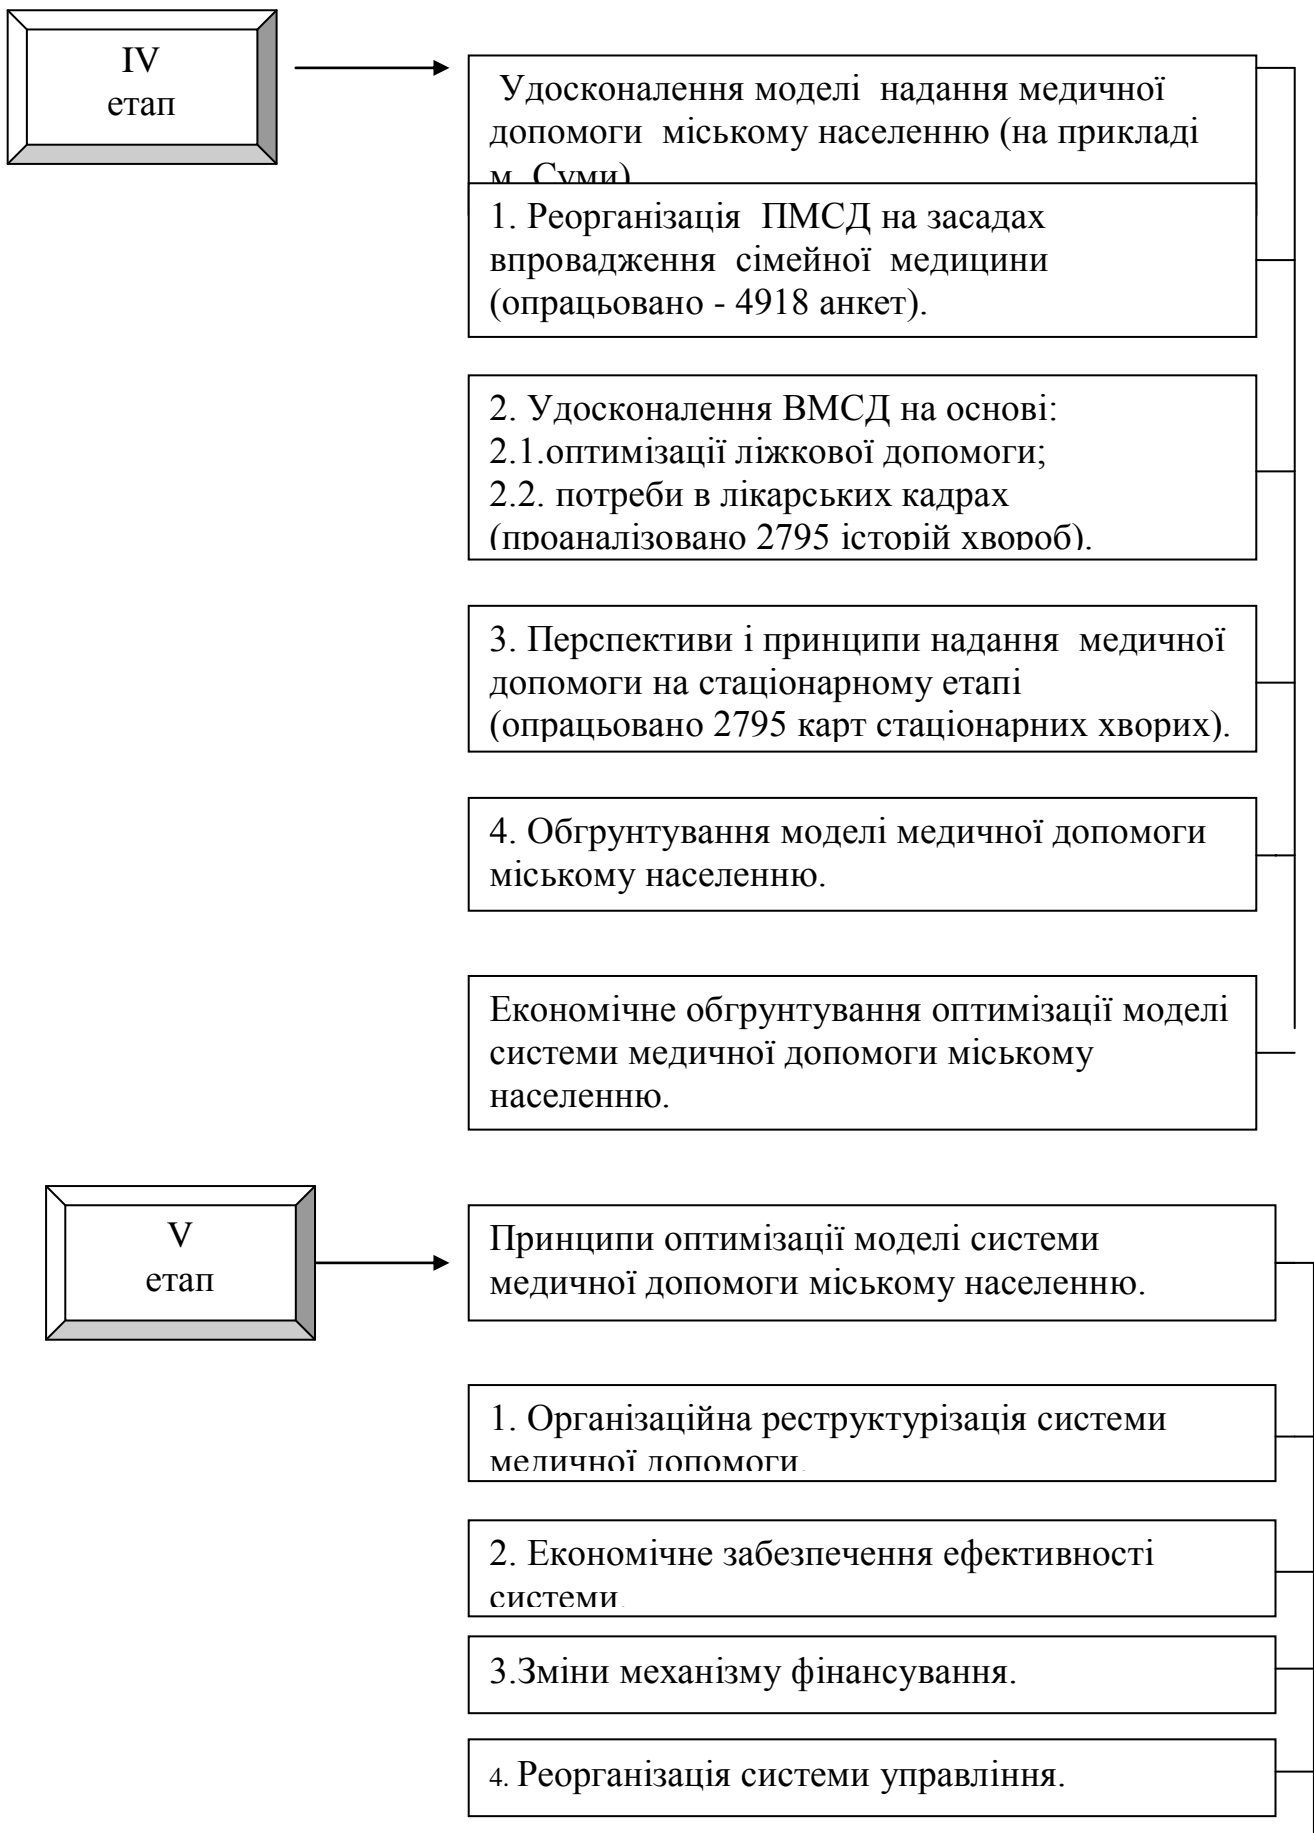 IV
етап
Удосконалення моделі надання медичної
допомоги міському населенню (на прикладі
м. Суми)
1. Реорганізація ПМСД на засадах
впровадження сімейної медицини
(опрацьовано - 4918 анкет).
2. Удосконалення ВМСД на основі:
2.1.оптимізації ліжкової допомоги;
2.2. потреби в лікарських кадрах
(проаналізовано 2795 історій хвороб).
3. Перспективи і принципи надання медичної
допомоги на стаціонарному етапі
(опрацьовано 2795 карт стаціонарних хворих).
4. Обгрунтування моделі медичної допомоги
міському населенню.
Економічне обгрунтування оптимізації моделі
системи медичної допомоги міському
населенню.
V
етап
Принципи оптимізації моделі системи
медичної допомоги міському населенню.
1. Організаційна реструктурізація системи
медичної допомоги.
2. Економічне забезпечення ефективності
системи.
3.Зміни механізму фінансування.
4. Реорганізація системи управління.